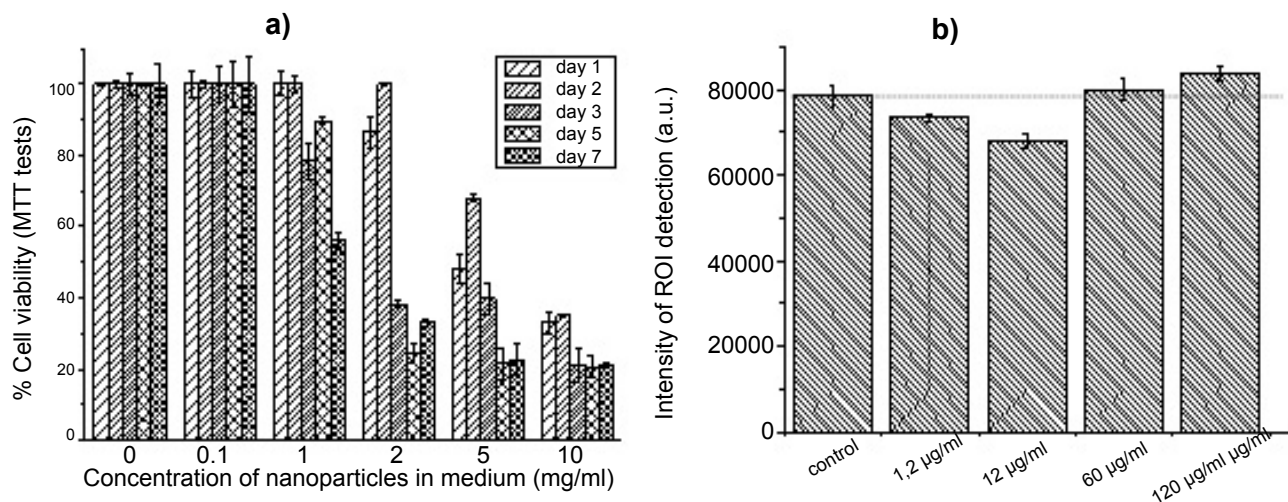 a)
% Cell viability (MTT tests)
100
80
60
40
20
0
day 1
day 2
day 3
day 5
day 7
0 0.1 1 2 5 10
Concentration of nanoparticles in medium (mg/ml)
b)
Intensity of ROI detection (a.u.)
80000
60000
40000
20000
0
control 1,2 µg/ml 12 µg/ml 60 µg/ml 120 µg/ml µg/ml